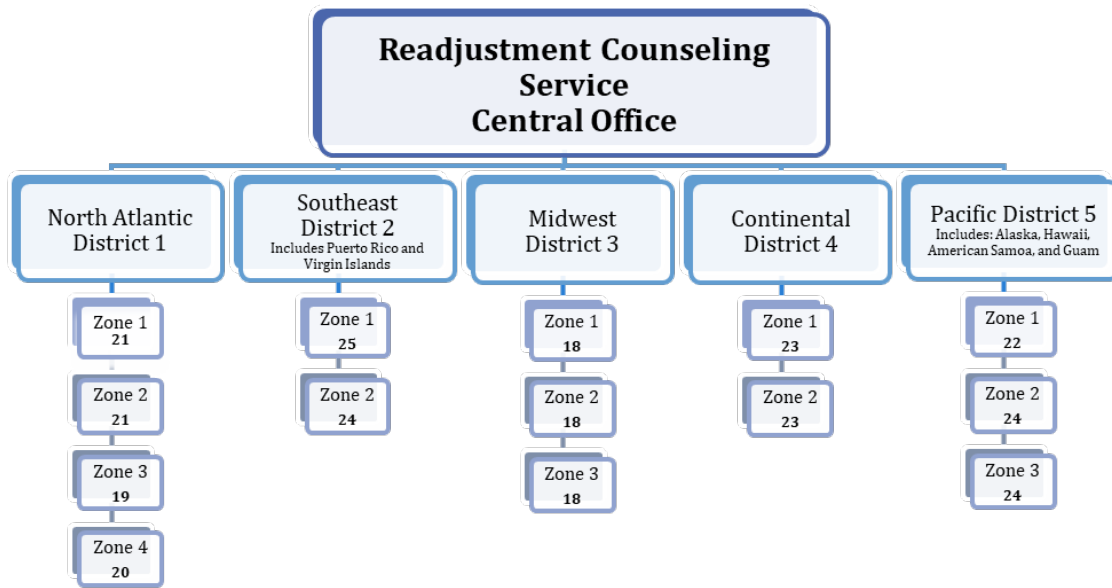 Readjustment Counseling
Service
Central Office
North Atlantic
District 1
Zone 1
21
Zone 2
21
Zone 3
19
Zone 4
20
Southeast
District 2
Includes Puerto Rico and
Virgin Islands
Zone 1
25
Zone 2
24
Midwest
District 3
Zone 1
18
Zone 2
18
Zone 3
18
Continental
District 4
Zone 1
23
Zone 2
23
Pacific District 5
Includes: Alaska, Hawaii,
American Samoa, and Guam
Zone 1
22
Zone 2
24
Zone 3
24